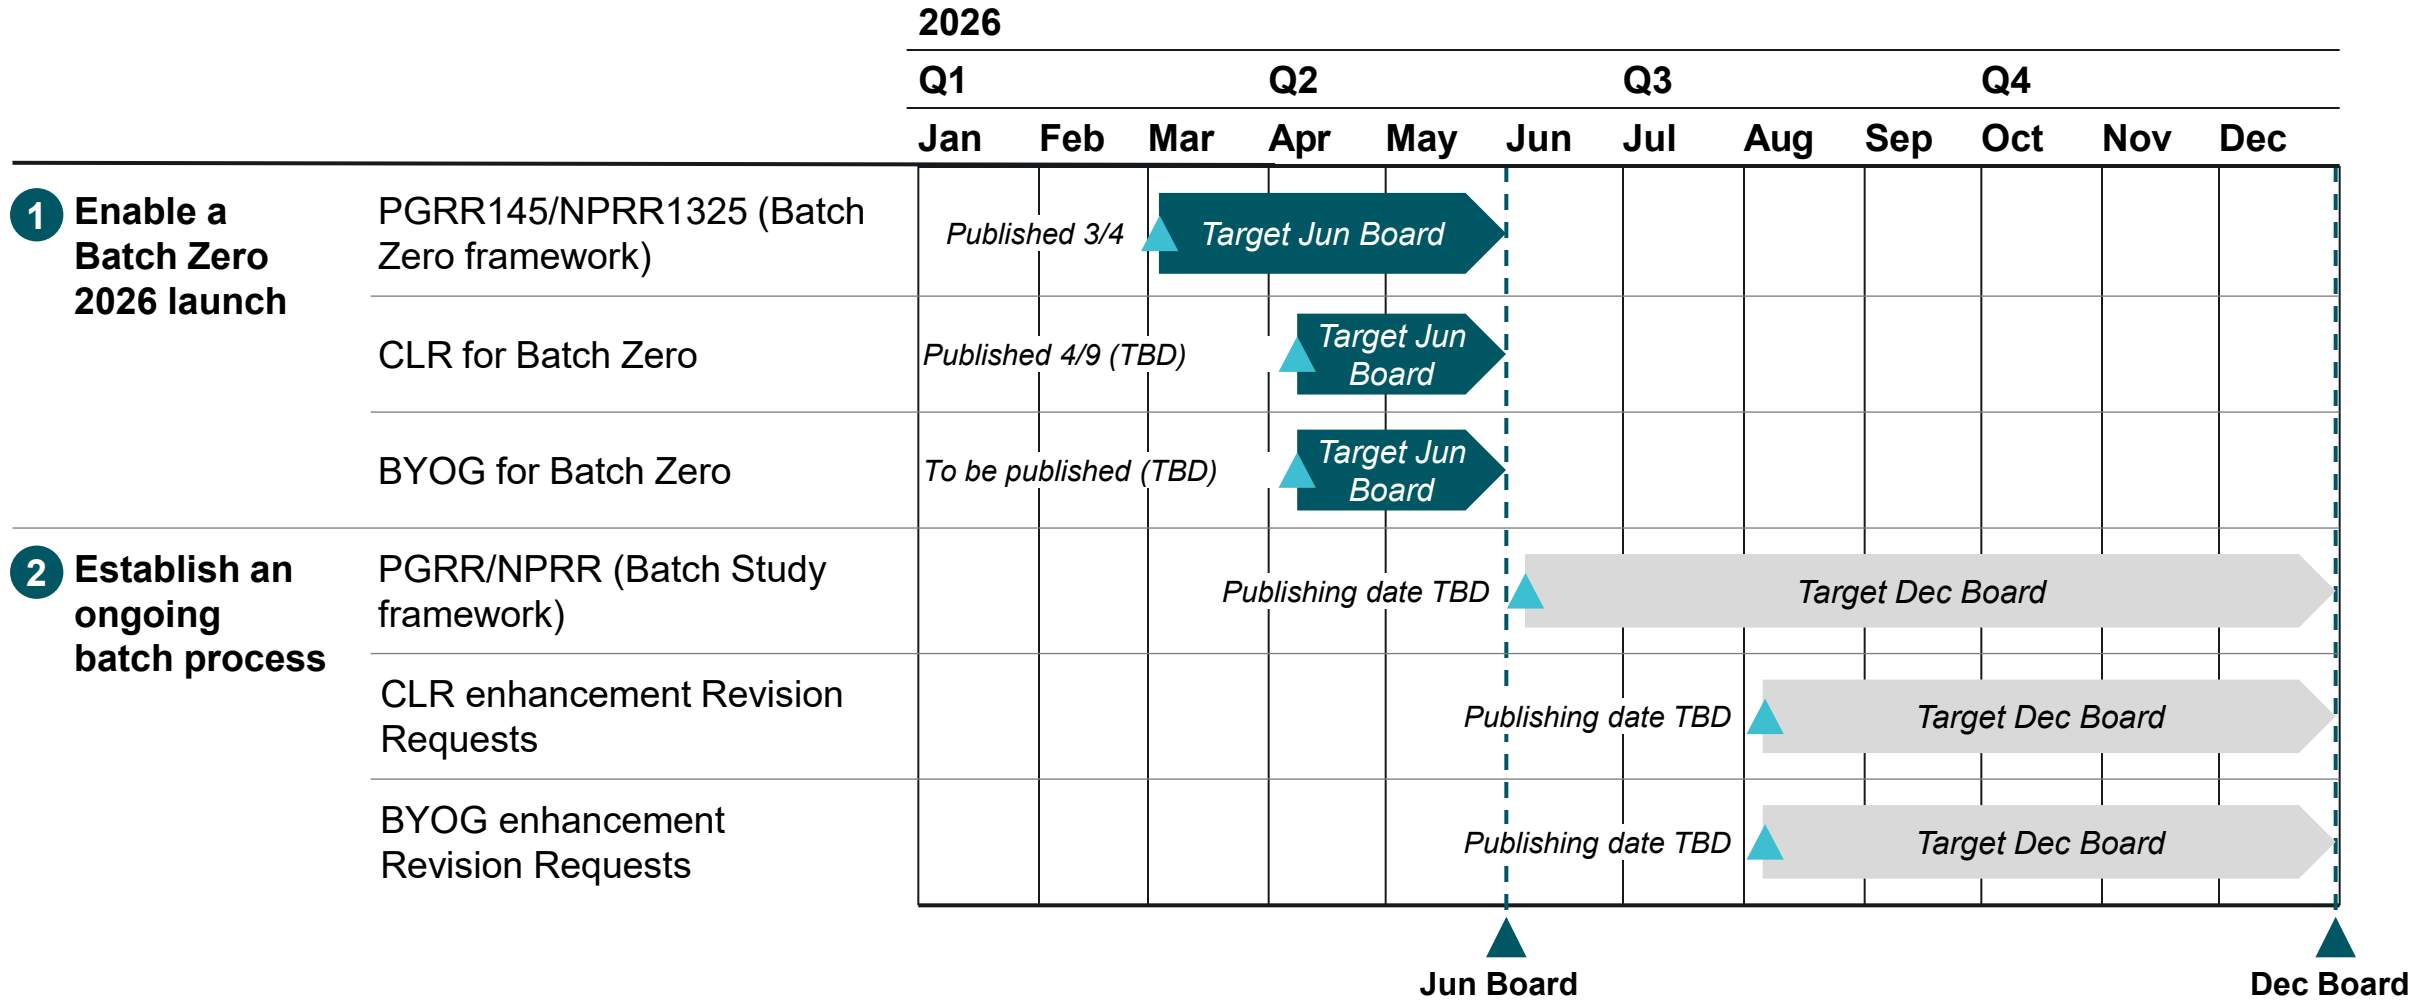 2026
Q1 Q2 Q3 Q4
Jan Feb Mar Apr May Jun Jul Aug Sep Oct Nov Dec
1 Enable a
Batch Zero
2026 launch
PGRR145/NPRR1325 (Batch
Zero framework)
Published 3/4
Target Jun Board
CLR for Batch Zero
Published 4/9 (TBD)
Target Jun
Board
BYOG for Batch Zero
To be published (TBD)
Target Jun
Board
2 Establish an
ongoing
batch process
PGRR/NPRR (Batch Study
framework)
Publishing date TBD
Target Dec Board
CLR enhancement Revision
Requests
Publishing date TBD
Target Dec Board
BYOG enhancement
Revision Requests
Publishing date TBD
Target Dec Board
Jun Board
Dec Board